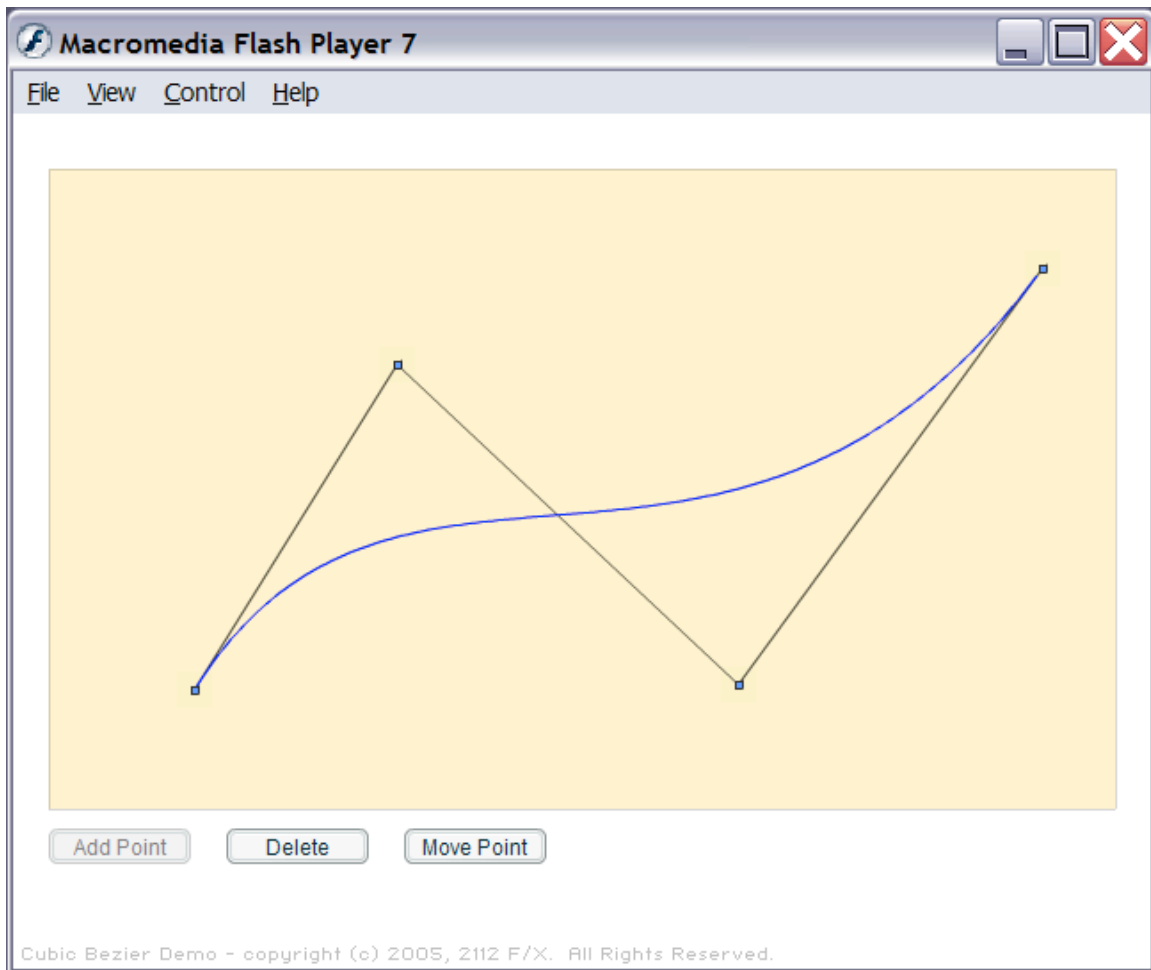 Macromedia Flash Player 7
File View Control Help
Add Point Delete Move Point
Cubic Bezier Demo - copyright (c) 2005, 2112 F/X. All Rights Reserved.